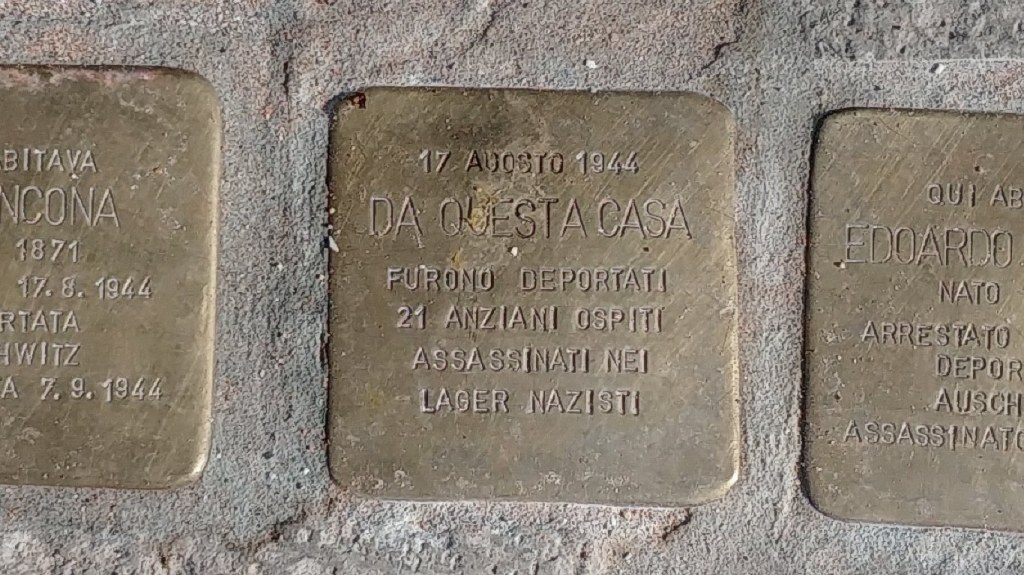 ABITAVA
NCONA
1871
17.8.1944
RTATA
HWITZ
A 7.9.1944
17 AGOSTO 1944
DA QUESTA CASA
FURONO DEPORTATI
21 ANZIANI OSPITI
ASSASSINATI NEI
LAGER NAZISTI
QUI AB
EDOARDO
NATO
ARRESTATO
DEPOR
AUSCH
ASSASSINATO